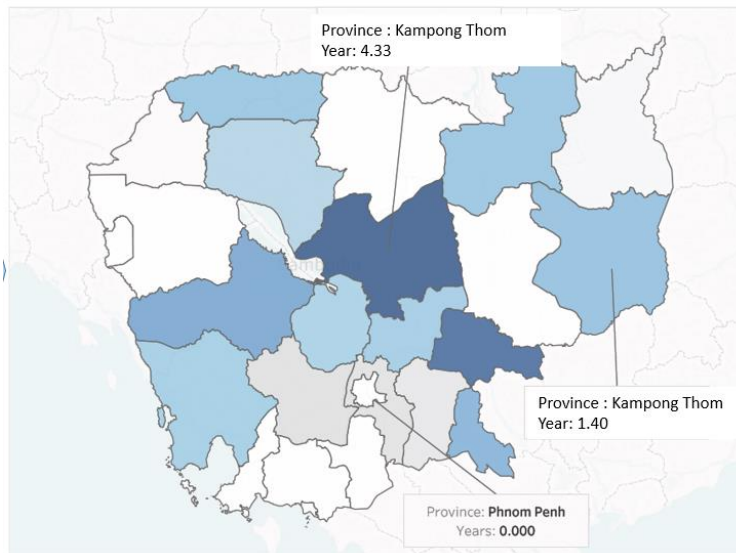 Province : Kampong Thom
Year: 4.33
Province : Kampong Thom
Year: 1.40
Province: Phnom Penh
Years: 0.000